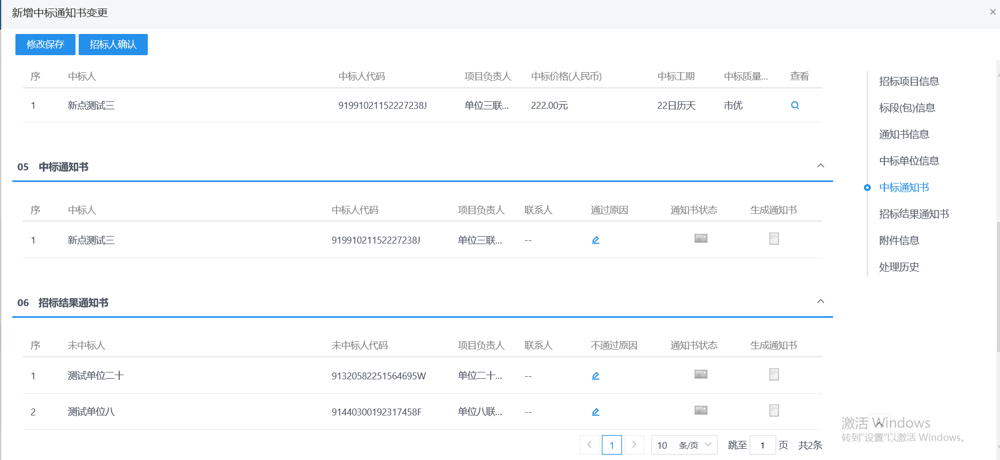 新增中标通知书变更
修改保存 招标人确认
序 中标人 中标人代码 项目负责人 中标价格(人民币) 中标工期 中标质量... 查看
1 新点测试三 91991021152227238J 单位三联... 222.00元 22日历天 市优
05 中标通知书
序 中标人 中标人代码 项目负责人 联系人 通过原因 通知书状态 生成通知书
1 新点测试三 91991021152227238J 单位三联... --
06 招标结果通知书
序 未中标人 未中标人代码 项目负责人 联系人 不通过原因 通知书状态 生成通知书
1 测试单位二十 91320582251564695W 单位二十... --
2 测试单位八 91440300192317458F 单位八联... --
1 10 条/页 跳至 1 页 共2条
招标项目信息
标段(包)信息
通知书信息
中标单位信息
中标通知书
招标结果通知书
附件信息
处理历史
激活 Windows
转到"设置"以激活 Windows。